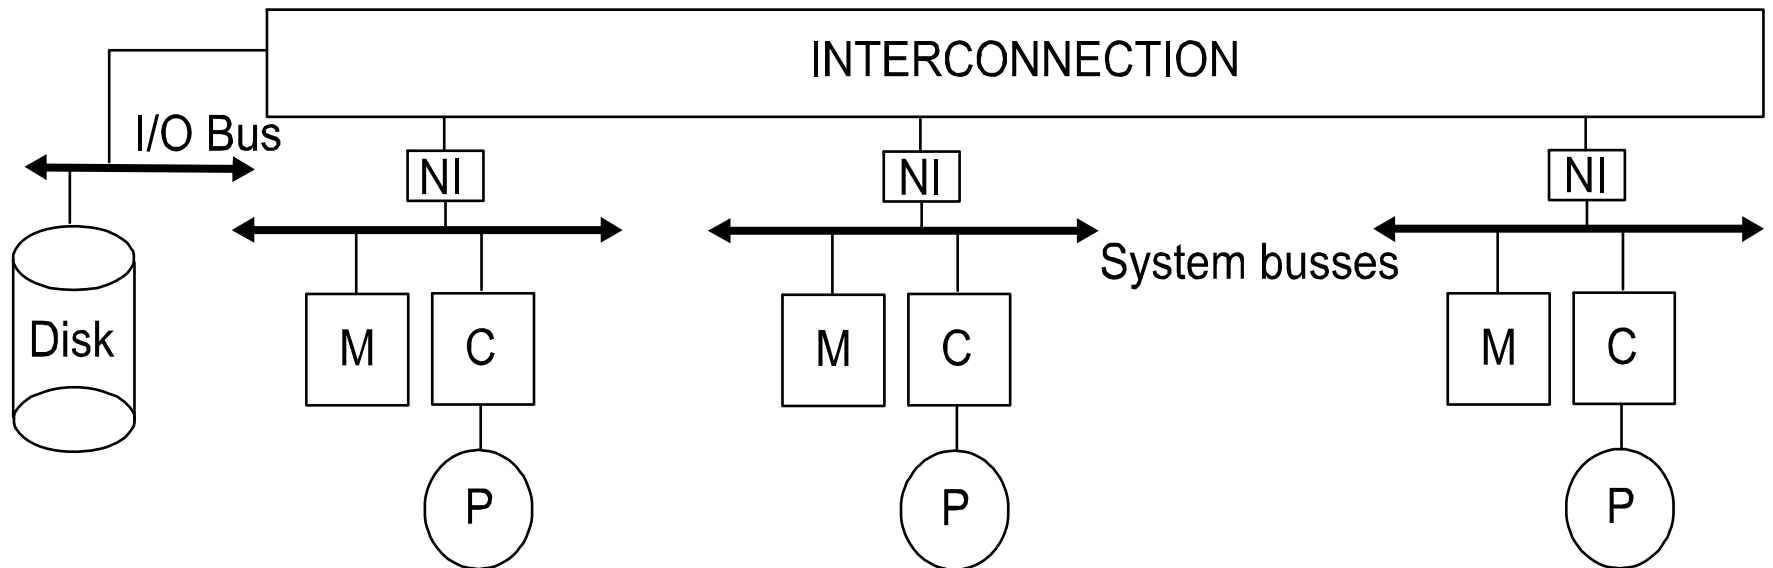 INTERCONNECTION
I/O Bus
NI
NI
NI
System busses
Disk
M
C
M
C
M
C
P
P
P